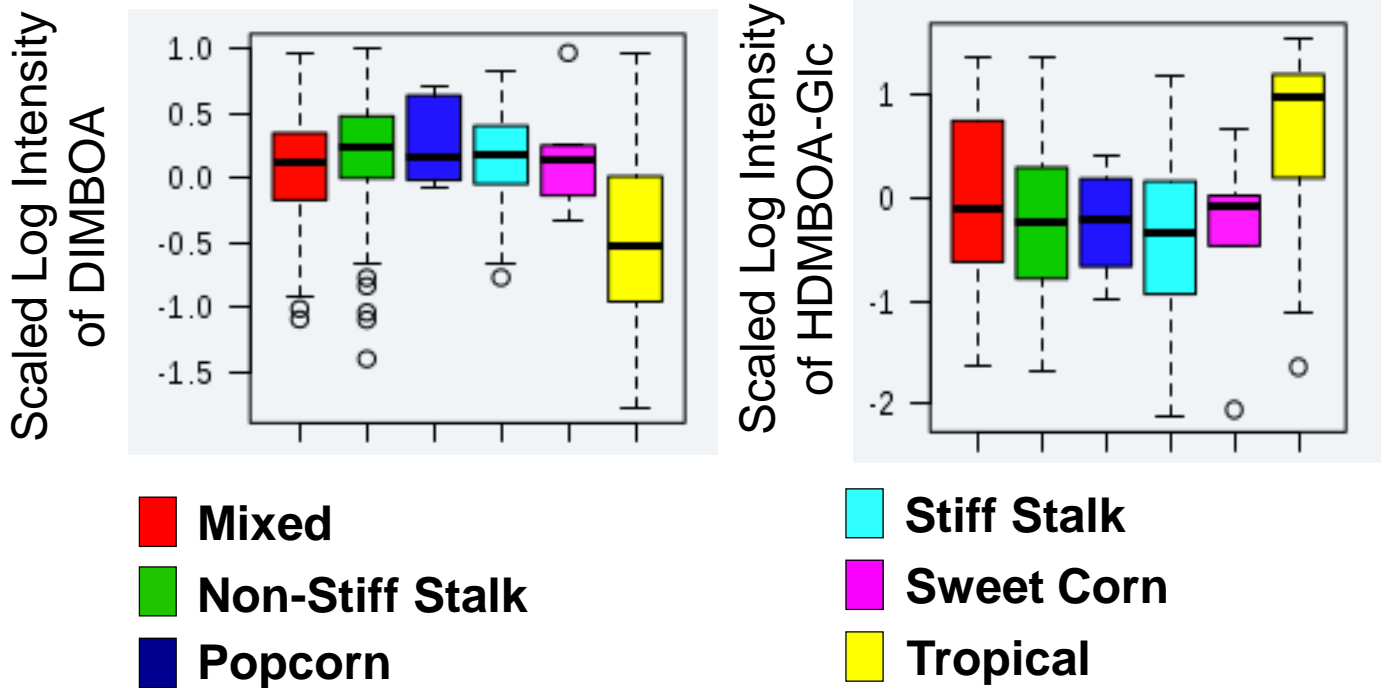 Scaled Log Intensity
of DIMBOA
1.0
0.5
0.0
-0.5
-1.0
-1.5
Scaled Log Intensity
of HDMBOA-Glc
1
0
-1
-2
Mixed
Non-Stiff Stalk
Popcorn
Stiff Stalk
Sweet Corn
Tropical